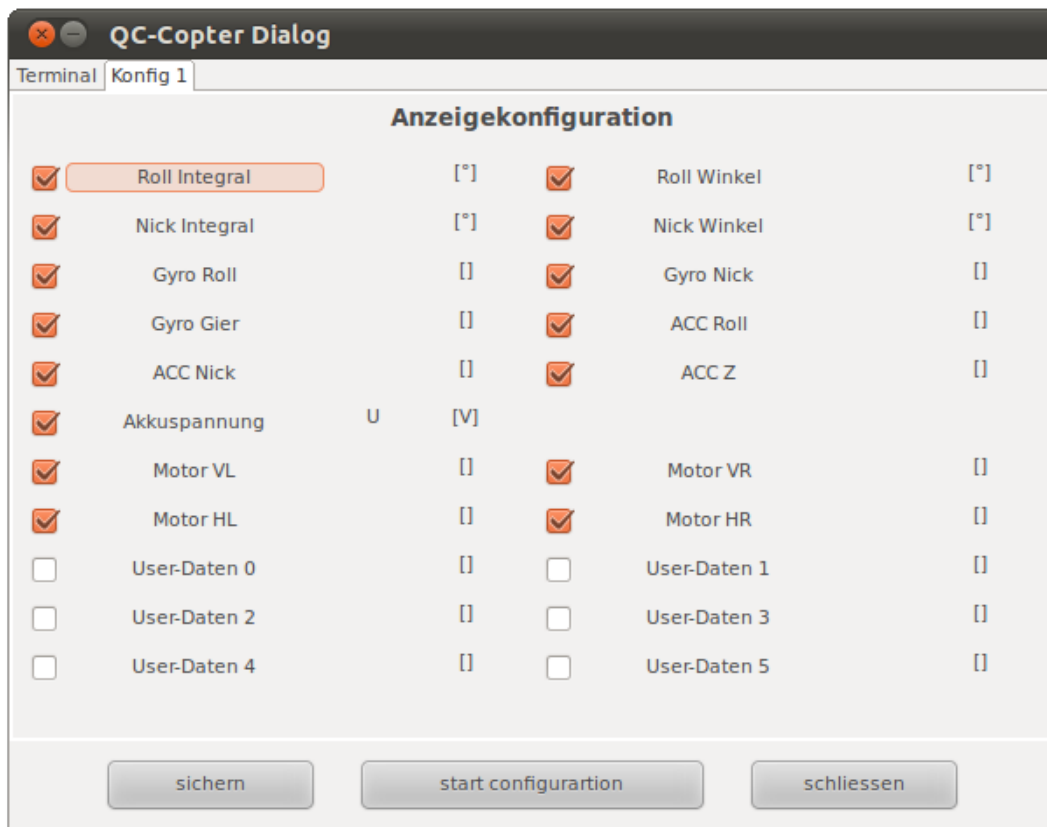 QC-Copter Dialog
Terminal Konfig 1
Anzeigekonfiguration
Roll Integral [°] Roll Winkel [°]
Nick Integral [°] Nick Winkel [°]
Gyro Roll [] Gyro Nick []
Gyro Gier [] ACC Roll []
ACC Nick [] ACC Z []
Akkuspannung U [V]
Motor VL [] Motor VR []
Motor HL [] Motor HR []
User-Daten 0 [] User-Daten 1 []
User-Daten 2 [] User-Daten 3 []
User-Daten 4 [] User-Daten 5 []
sichern start configurartion schliessen